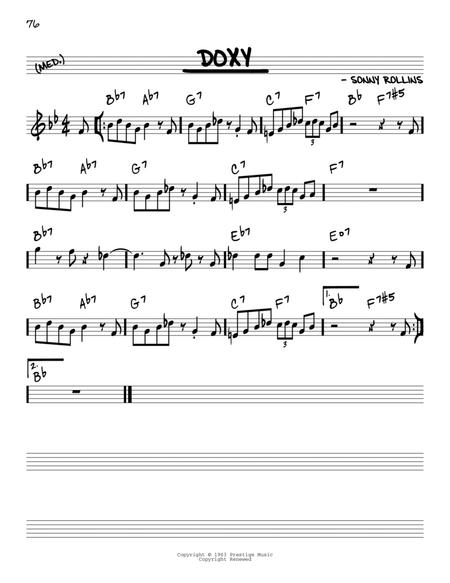 76
(MED.)
DOXY
- SONNY ROLLINS
Bb7 Ab7 G7 C7 F7 Bb F7#5
3
Bb7 Ab7 G7 C7 F7
3
Bb7 Ab7 Eb7 Eo7
Bb7 Ab7 G7 C7 F7 1. Bb F7#5
3
2. Bb
Copyright © 1963 Prestige Music
Copyright Renewed